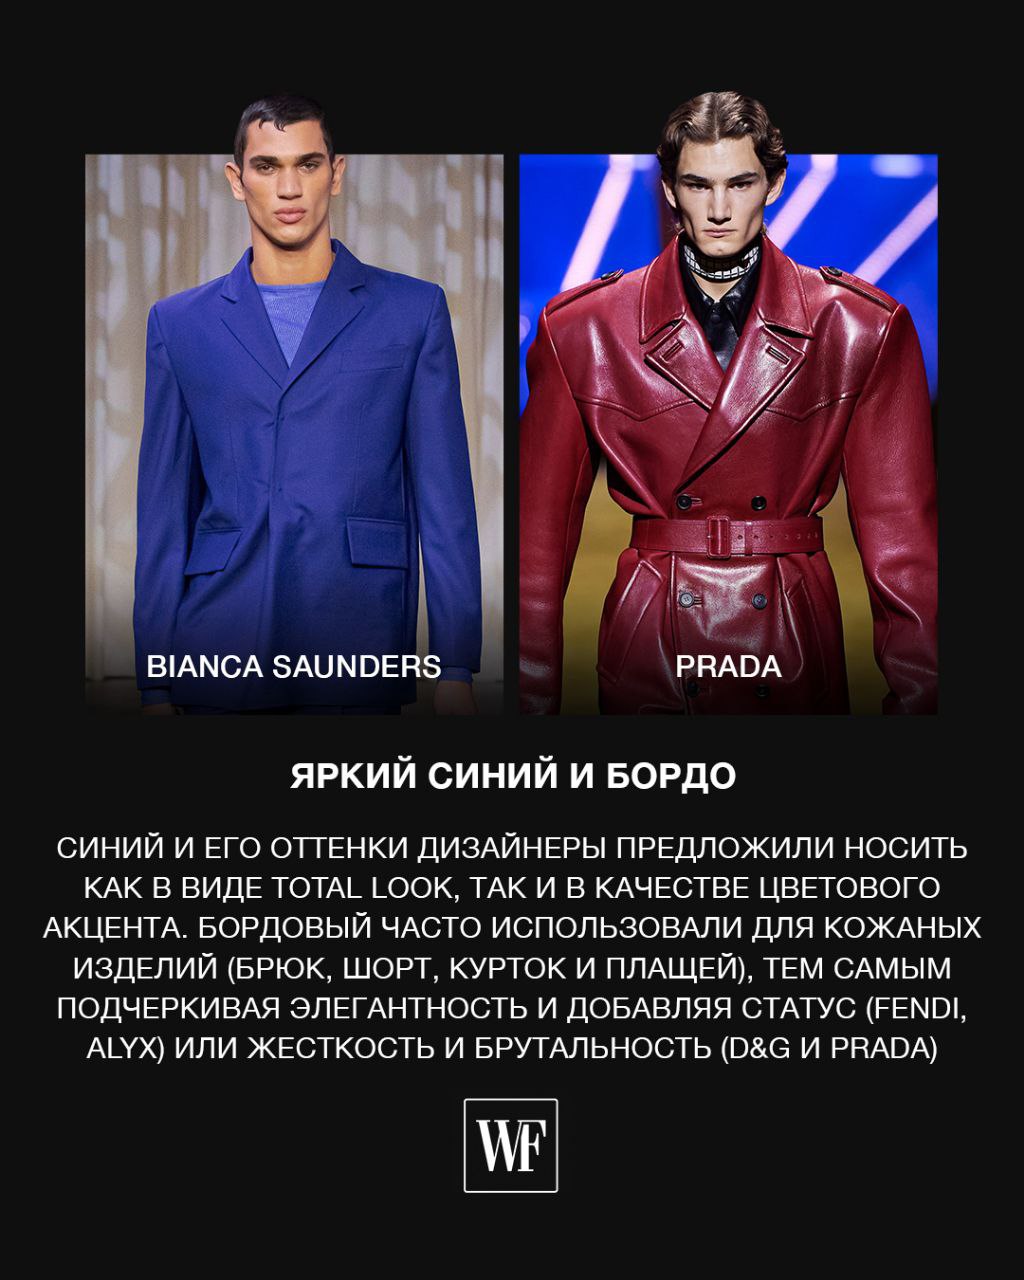 BIANCA SAUNDERS
PRADA
ЯРКИЙ СИНИЙ И БОРДО
СИНИЙ И ЕГО ОТТЕНКИ ДИЗАЙНЕРЫ ПРЕДЛОЖИЛИ НОСИТЬ
КАК В ВИДЕ TOTAL LOOK, ТАК И В КАЧЕСТВЕ ЦВЕТОВОГО
АКЦЕНТА. БОРДОВЫЙ ЧАСТО ИСПОЛЬЗОВАЛИ ДЛЯ КОЖАНЫХ
ИЗДЕЛИЙ (БРЮК, ШОРТ, КУРТОК И ПЛАЩЕЙ), ТЕМ САМЫМ
ПОДЧЕРКИВАЯ ЭЛЕГАНТНОСТЬ И ДОБАВЛЯЯ СТАТУС (FENDI,
ALYX) ИЛИ ЖЕСТКОСТЬ И БРУТАЛЬНОСТЬ (D&G И PRADA)
WF